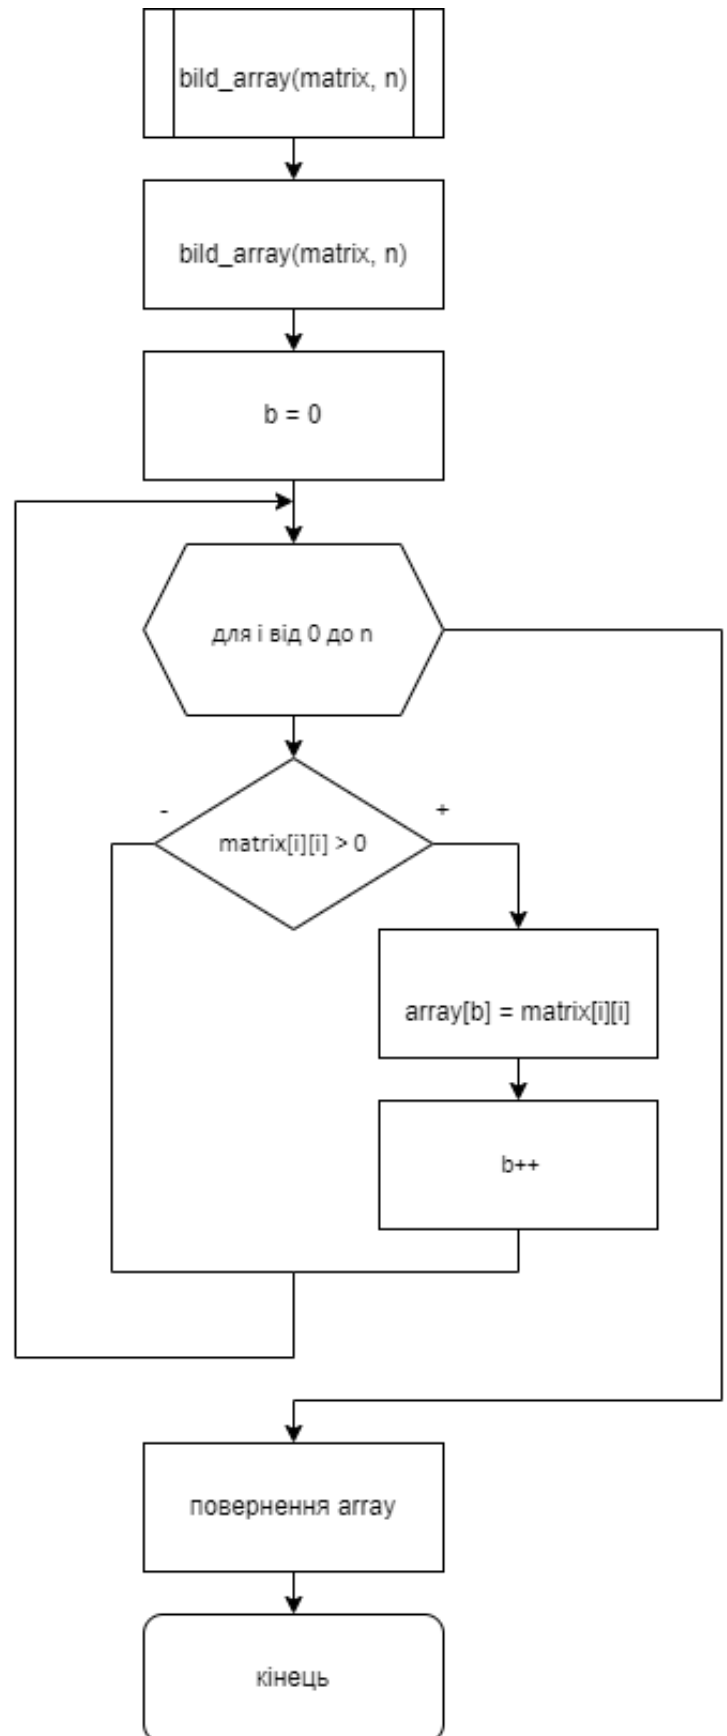 bild_array(matrix, n)
bild_array(matrix, n)
b = 0
для i від 0 до n
-
+
matrix[i][i] > 0
array[b] = matrix[i][i]
b++
повернення array
кінець